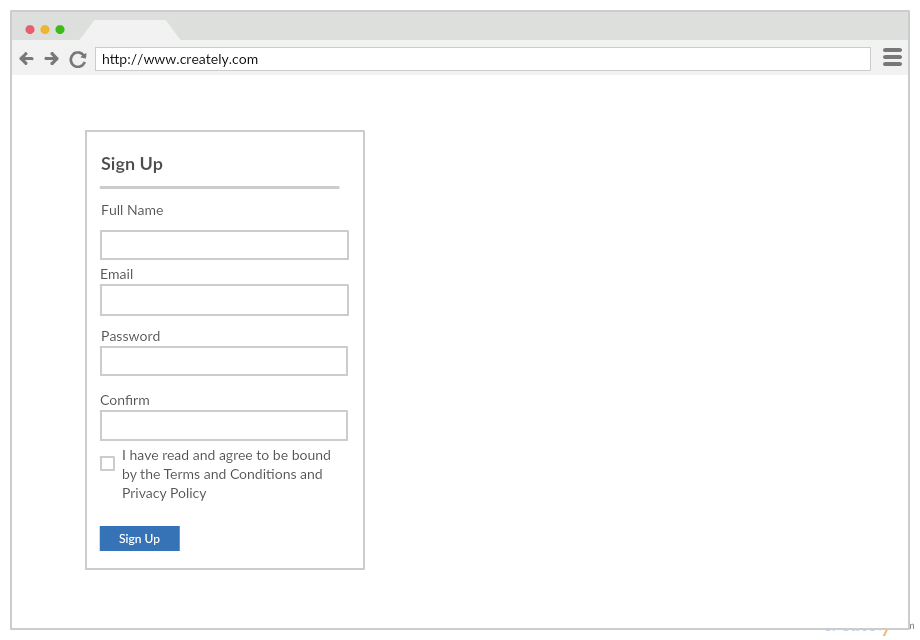 http://www.creately.com
Sign Up
Full Name
Email
Password
Confirm
I have read and agree to be bound
by the Terms and Conditions and
Privacy Policy
Sign Up